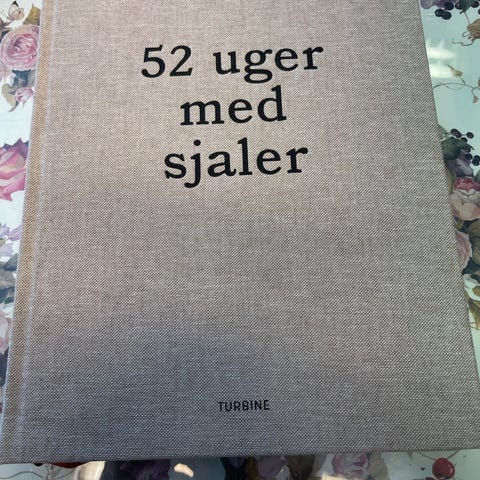 52 uger
med
sjaler
TURBINE